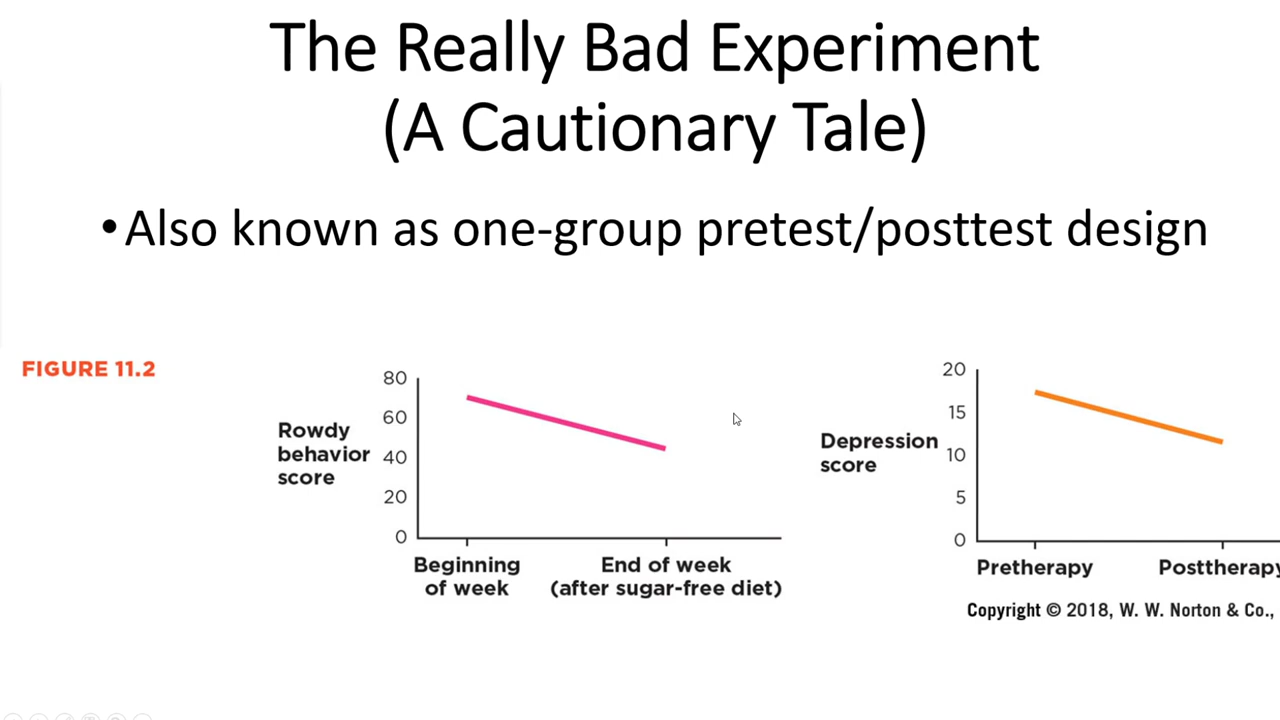 The Really Bad Experiment
(A Cautionary Tale)
•Also known as one-group pretest/posttest design
FIGURE 11.2
Rowdy
behavior
score
80
60
40
20
0
Beginning
of week
End of week
(after sugar-free diet)
Depression
score
20
15
10
5
0
Pretherapy
Posttherapy
Copyright © 2018, W. W. Norton & Co.,